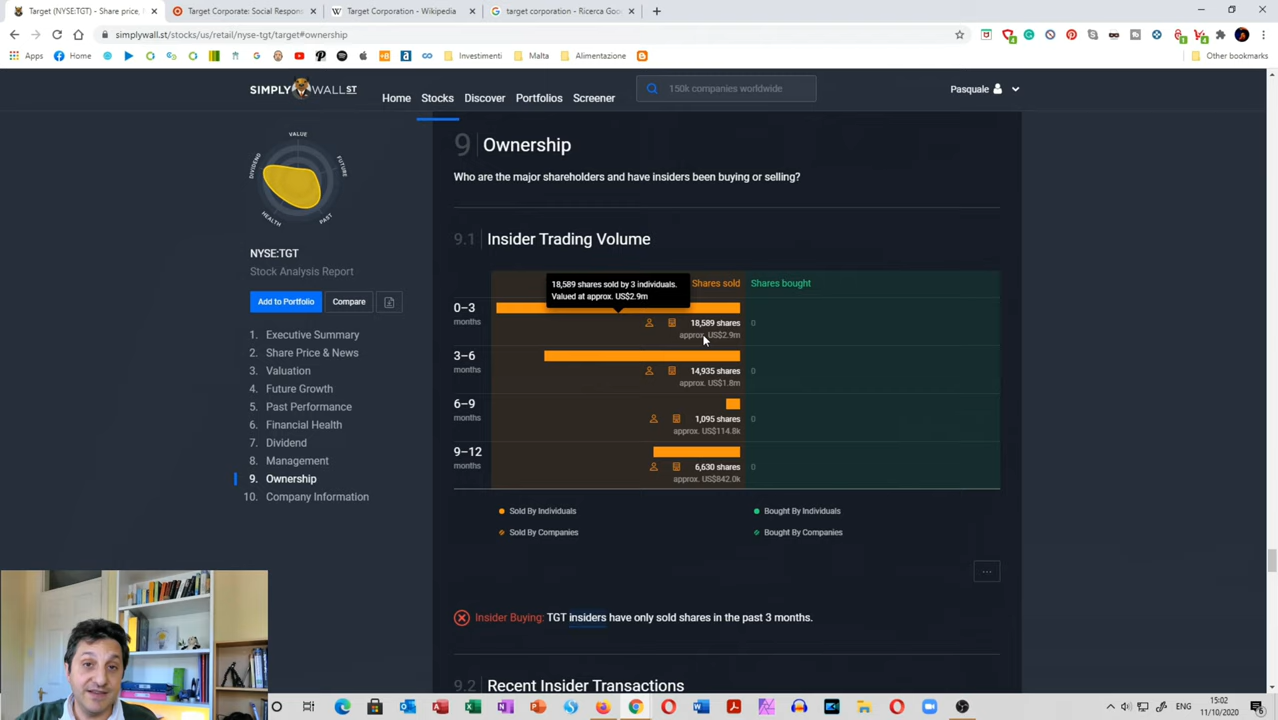 Target (NYSE:TGT) - Share price, 
Target Corporate: Social Respon
Target Corporation - Wikipedia
target corporation - Ricerca Goo
simplywall.st/stocks/us/retail/nyse-tgt/target#ownership
Apps
Home
Investimenti
Malta
Alimentazione
Other bookmarks
SIMPLY WALL ST
Home
Stocks
Discover
Portfolios
Screener
150k companies worldwide
Pasquale
VALUE
FUTURE
PAST
HEALTH
DIVIDEND
NYSE:TGT
Stock Analysis Report
Add to Portfolio
Compare
1. Executive Summary
2. Share Price & News
3. Valuation
4. Future Growth
5. Past Performance
6. Financial Health
7. Dividend
8. Management
9. Ownership
10. Company Information
9 Ownership
Who are the major shareholders and have insiders been buying or selling?
9.1 Insider Trading Volume
18,589 shares sold by 3 individuals.
Valued at approx. US$2.9m
Shares sold
Shares bought
0–3
months
18,589 shares
approx. US$2.9m
0
3–6
months
14,935 shares
approx. US$1.8m
0
6–9
months
1,095 shares
approx. US$114.8k
0
9–12
months
6,630 shares
approx. US$842.0k
0
Sold By Individuals
Bought By Individuals
Sold By Companies
Bought By Companies
...
Insider Buying: TGT insiders have only sold shares in the past 3 months.
9.2 Recent Insider Transactions
ENG
15:02
11/10/2020